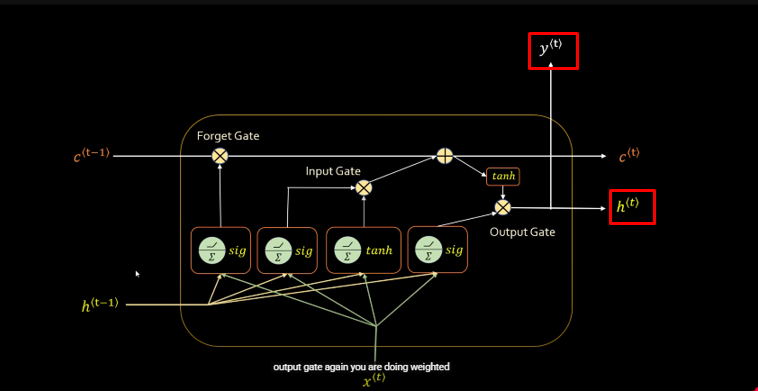 y⟨t⟩
Forget Gate
c⟨t−1⟩
c⟨t⟩
Input Gate
tanh
h⟨t⟩
Output Gate
Σ sig
Σ sig
Σ tanh
Σ sig
h⟨t−1⟩
output gate again you are doing weighted
x⟨t⟩